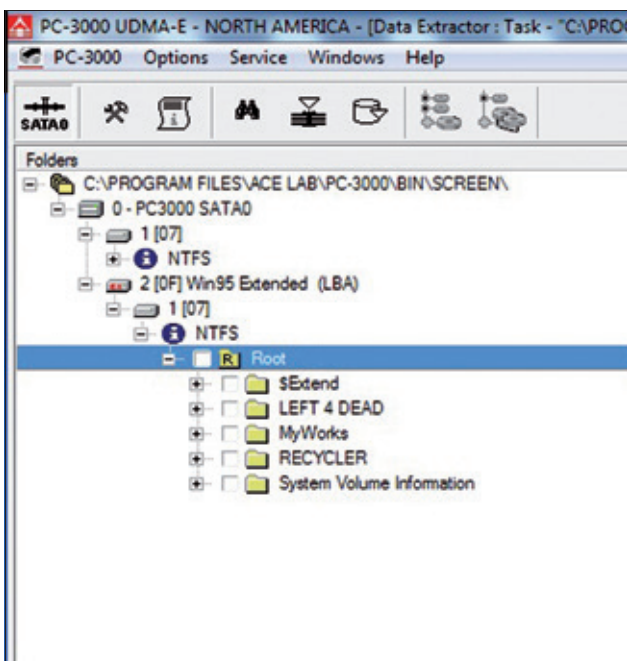 PC-3000 UDMA-E - NORTH AMERICA - [Data Extractor : Task - "C:\PRO
PC-3000 Options Service Windows Help
SATA0
Folders
C:\PROGRAM FILES\ACE LAB\PC-3000\BIN\SCREEN\
0 - PC3000 SATA0
1 [07]
NTFS
2 [0F] Win95 Extended (LBA)
1 [07]
NTFS
R Root
$Extend
LEFT 4 DEAD
MyWorks
RECYCLER
System Volume Information